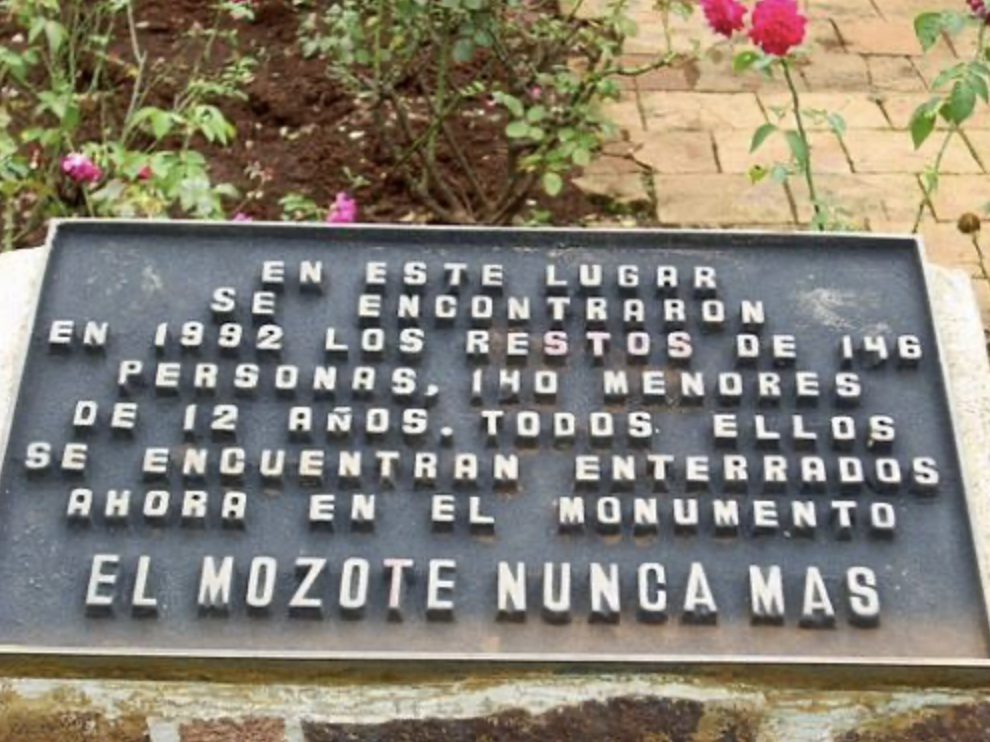 EN ESTE LUGAR
SE ENCONTRARON
EN 1992 LOS RESTOS DE 146
PERSONAS, 140 MENORES
DE 12 AÑOS. TODOS ELLOS
SE ENCUENTRAN ENTERRADOS
AHORA EN EL MONUMENTO
EL MOZOTE NUNCA MAS